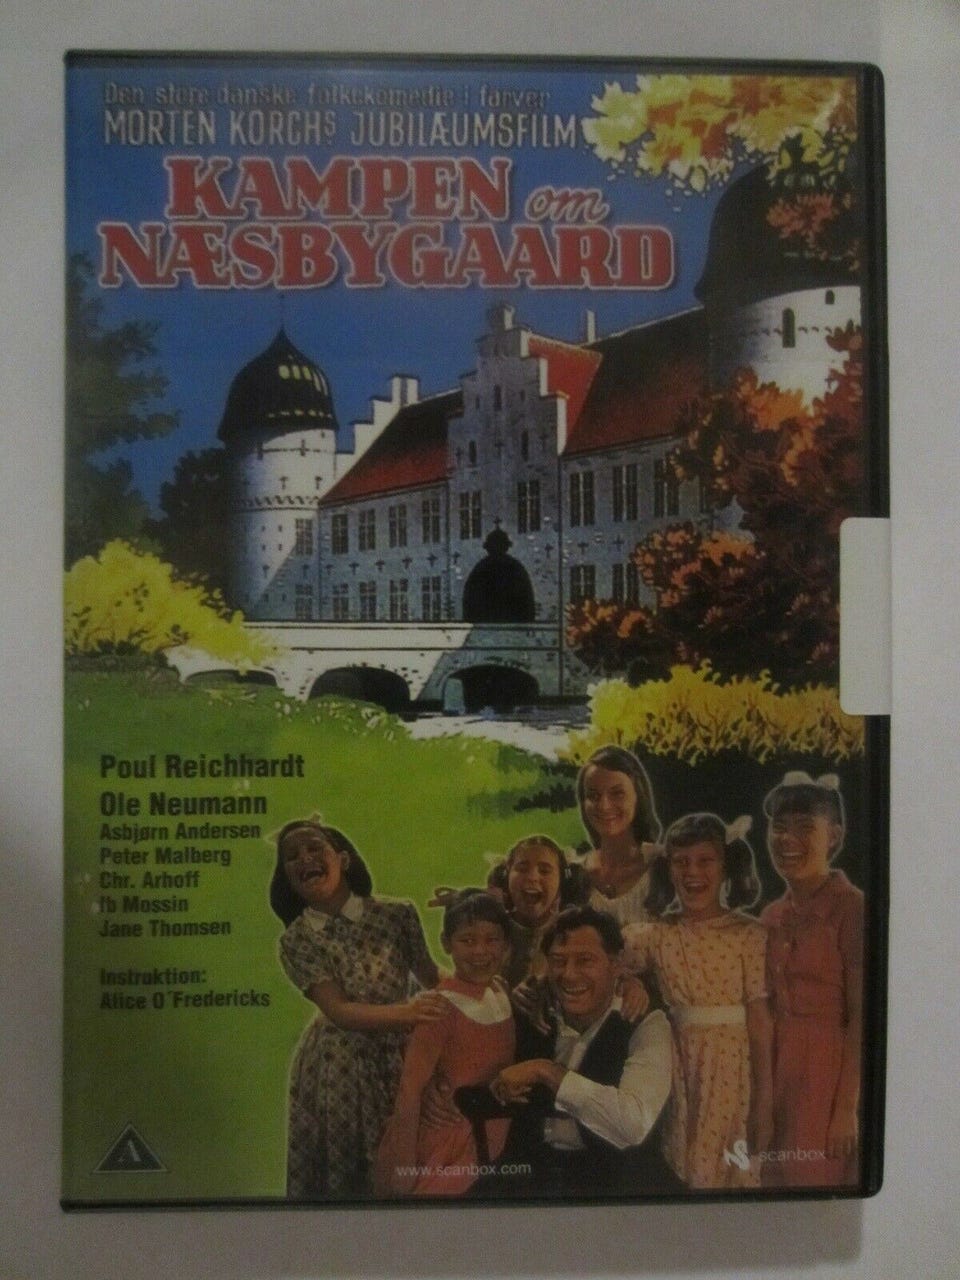 Den store danske folkekomedie i farver
MORTEN KORCHs JUBILÆUMSFILM
KAMPEN om
NÆSBYGAARD
Poul Reichhardt
Ole Neumann
Asbjørn Andersen
Peter Malberg
Chr. Arhoff
Ib Mossin
Jane Thomsen
Instruktion:
Alice O´Fredericks
A
www.scanbox.com
scanbox